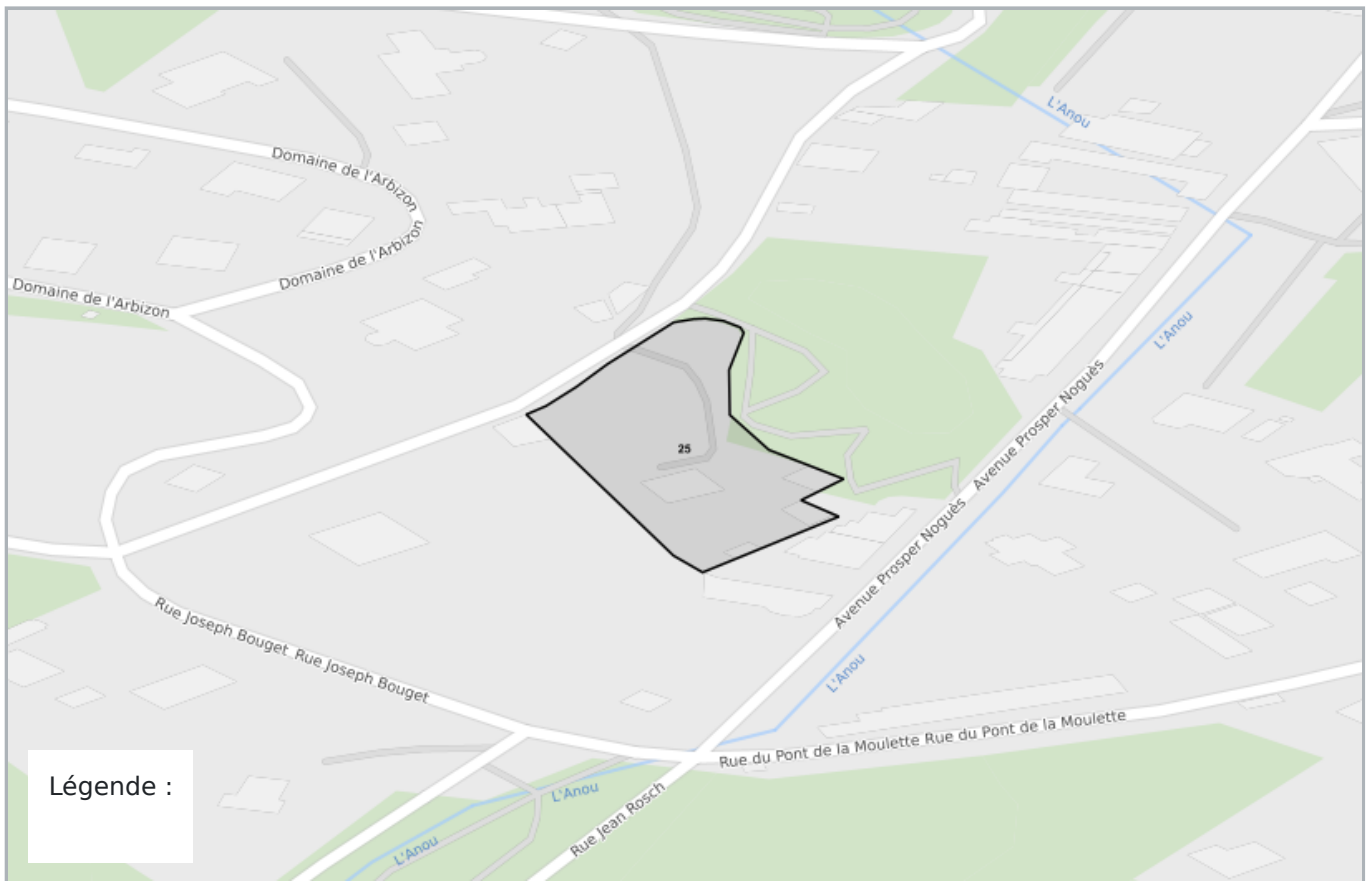 L'Anou
Domaine de l'Arbizon
Domaine de l'Arbizon
Domaine de l'Arbizon
L'Anou
Avenue Prosper Noguès
25
Avenue Prosper Noguès
Rue Joseph Bouget Rue Joseph Bouget
L'Anou
Rue du Pont de la Moulette Rue du Pont de la Moulette
Légende :
L'Anou
Rue Jean Rosch
L'Anou